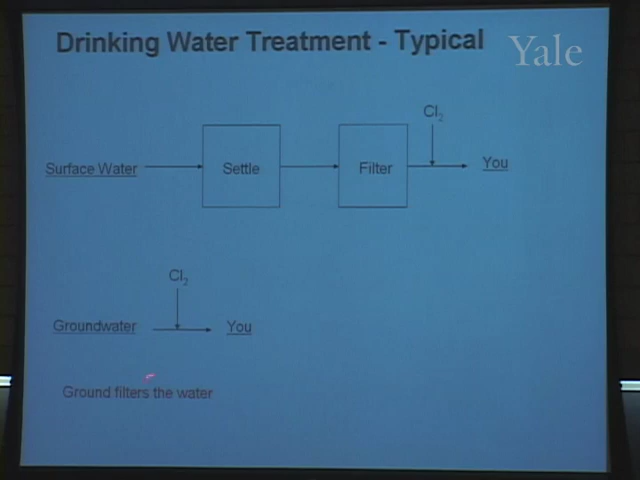 Drinking Water Treatment - Typical
Yale
Cl2
Surface Water
Settle
Filter
You
Cl2
Groundwater
You
Ground filters the water